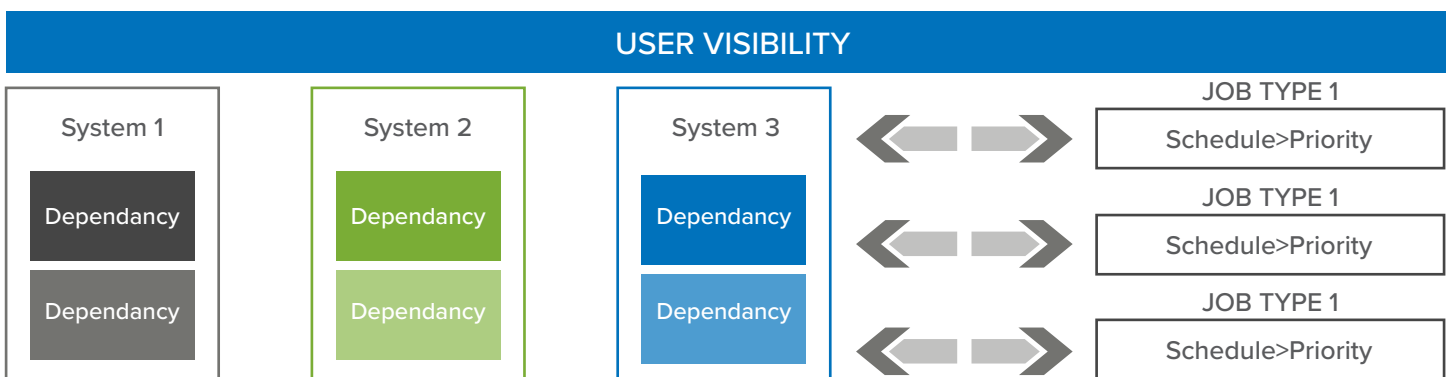 USER VISIBILITY
System 1
Dependancy
Dependancy
System 2
Dependancy
Dependancy
System 3
Dependancy
Dependancy
JOB TYPE 1
Schedule>Priority
JOB TYPE 1
Schedule>Priority
JOB TYPE 1
Schedule>Priority